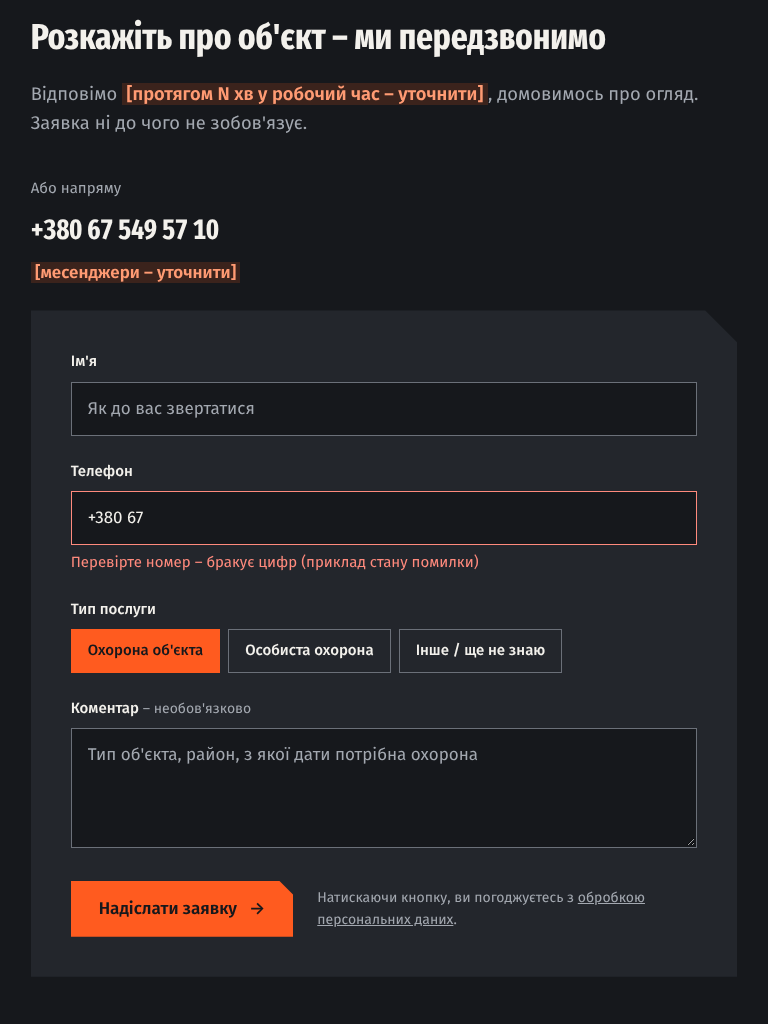 Розкажіть про об'єкт – ми передзвонимо
Відповімо [протягом N хв у робочий час – уточнити], домовимось про огляд.
Заявка ні до чого не зобов'язує.
Або напряму
+380 67 549 57 10
[месенджери – уточнити]
Ім'я
Як до вас звертатися
Телефон
+380 67
Перевірте номер – бракує цифр (приклад стану помилки)
Тип послуги
Охорона об'єкта Особиста охорона Інше / ще не знаю
Коментар – необов'язково
Тип об'єкта, район, з якої дати потрібна охорона
Надіслати заявку →
Натискаючи кнопку, ви погоджуєтесь з обробкою
персональних даних.